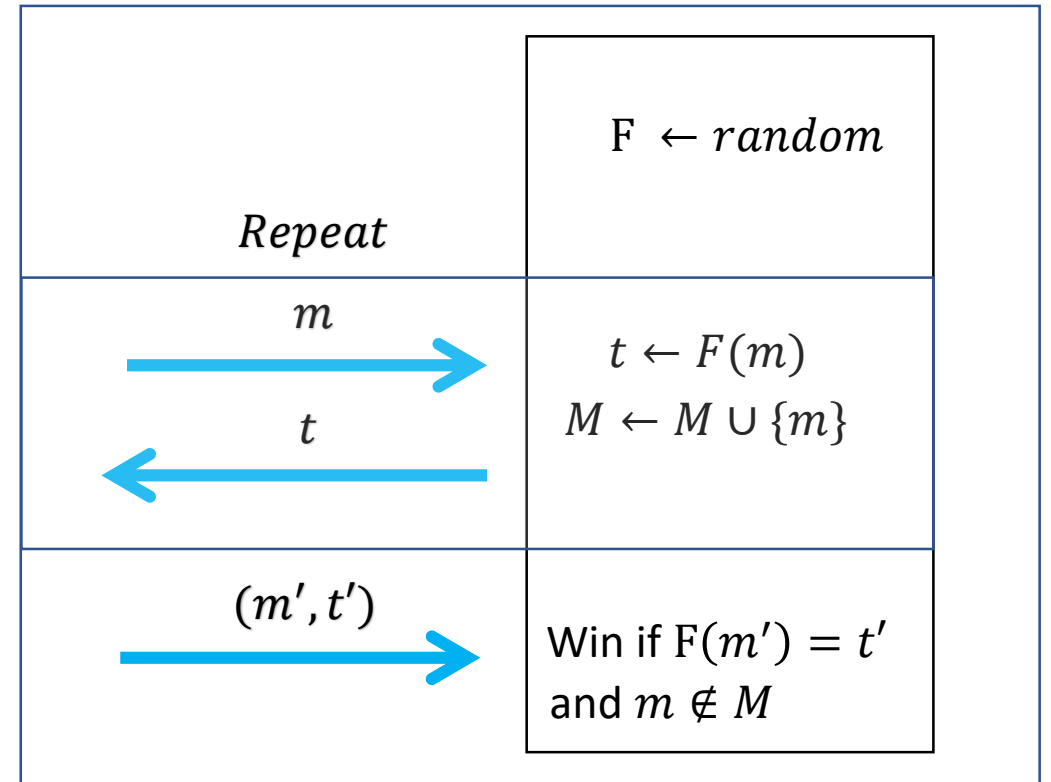 F ← random
Repeat
m
t ← F(m)
M ← M ∪ {m}
t
(m′, t′)
Win if F(m′) = t′
and m ∉ M